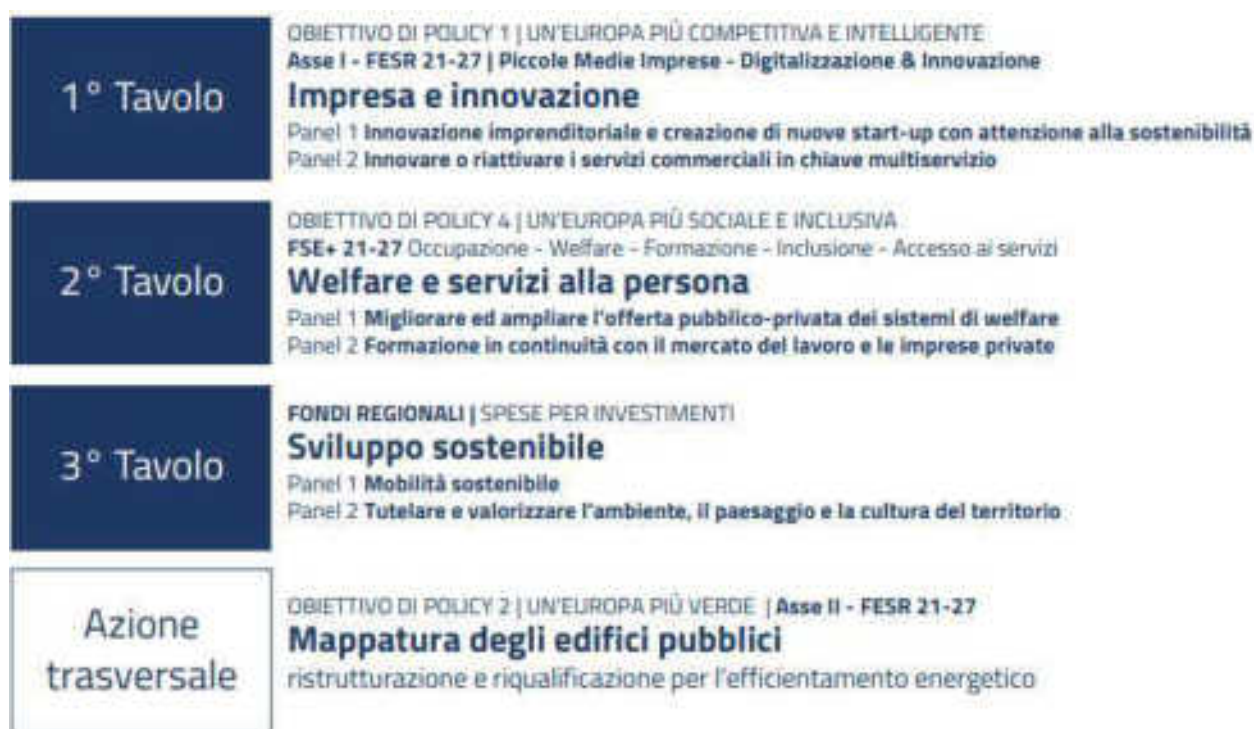 1° Tavolo
OBIETTIVO DI POLICY 1 | UN'EUROPA PIÙ COMPETITIVA E INTELLIGENTE
Asse I - FESR 21-27 | Piccole Medie Imprese - Digitalizzazione & Innovazione
Impresa e innovazione
Panel 1 Innovazione imprenditoriale e creazione di nuove start-up con attenzione alla sostenibilità
Panel 2 Innovare o riattivare i servizi commerciali in chiave multiservizio
2° Tavolo
OBIETTIVO DI POLICY 4 | UN'EUROPA PIÙ SOCIALE E INCLUSIVA
FSE+ 21-27 Occupazione - Welfare - Formazione - Inclusione - Accesso ai servizi
Welfare e servizi alla persona
Panel 1 Migliorare ed ampliare l'offerta pubblico-privata dei sistemi di welfare
Panel 2 Formazione in continuità con il mercato del lavoro e le imprese private
3° Tavolo
FONDI REGIONALI | SPESE PER INVESTIMENTI
Sviluppo sostenibile
Panel 1 Mobilità sostenibile
Panel 2 Tutelare e valorizzare l'ambiente, il paesaggio e la cultura del territorio
Azione
trasversale
OBIETTIVO DI POLICY 2 | UN'EUROPA PIÙ VERDE | Asse II - FESR 21-27
Mappatura degli edifici pubblici
ristrutturazione e riqualificazione per l'efficientamento energetico